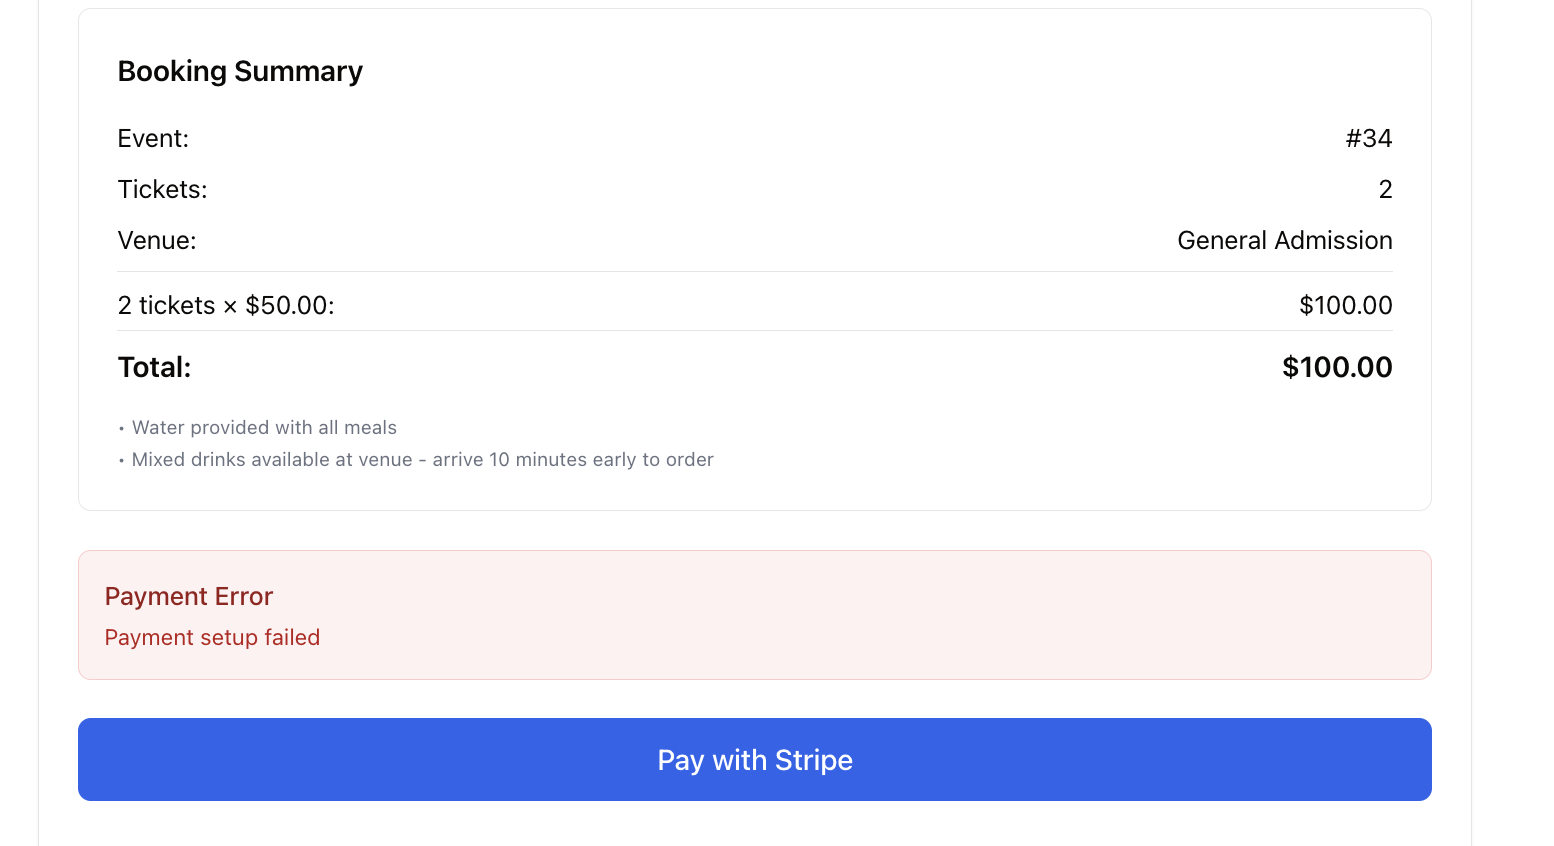 Booking Summary
Event: #34
Tickets: 2
Venue: General Admission
2 tickets × $50.00: $100.00
Total: $100.00
• Water provided with all meals
• Mixed drinks available at venue - arrive 10 minutes early to order
Payment Error
Payment setup failed
Pay with Stripe